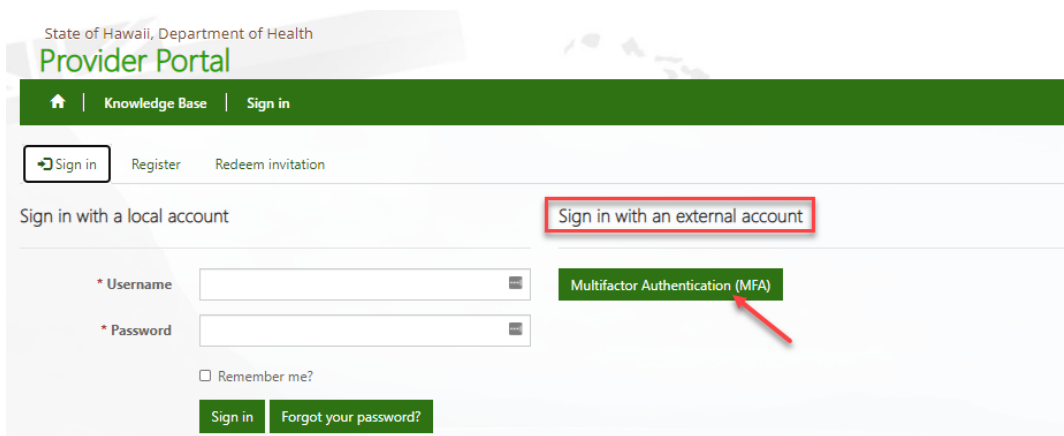 State of Hawaii, Department of Health
Provider Portal
Knowledge Base
Sign in
Sign in
Register
Redeem invitation
Sign in with a local account
* Username
* Password
Remember me?
Sign in
Forgot your password?
Sign in with an external account
Multifactor Authentication (MFA)